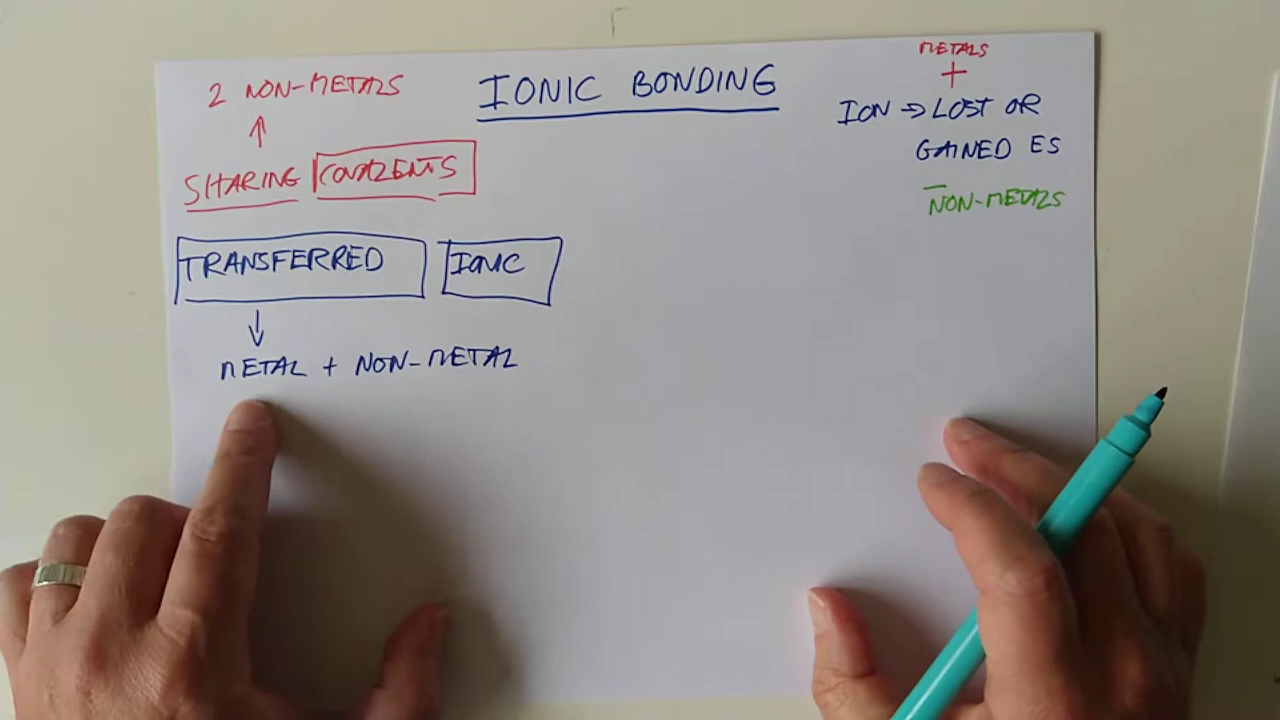 IONIC BONDING
2 NON-METALS
↑
SHARING COVALENTS
TRANSFERRED IONIC
↓
METAL + NON-METAL
METALS
+
ION → LOST OR
GAINED ES
-
NON-METALS